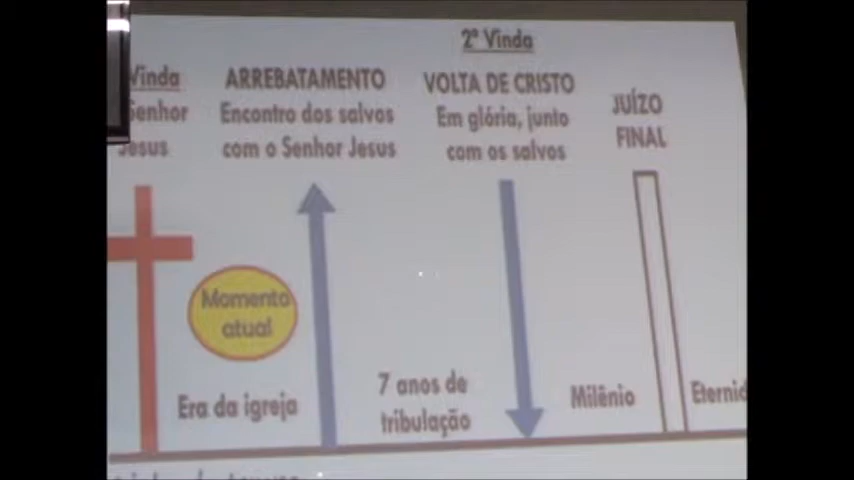 Vinda
Senhor
Jesus
ARREBATAMENTO
Encontro dos salvos
com o Senhor Jesus
2ª Vinda
VOLTA DE CRISTO
Em glória, junto
com os salvos
JUÍZO
FINAL
Momento
atual
Era da igreja
7 anos de
tribulação
Milênio
Eternid